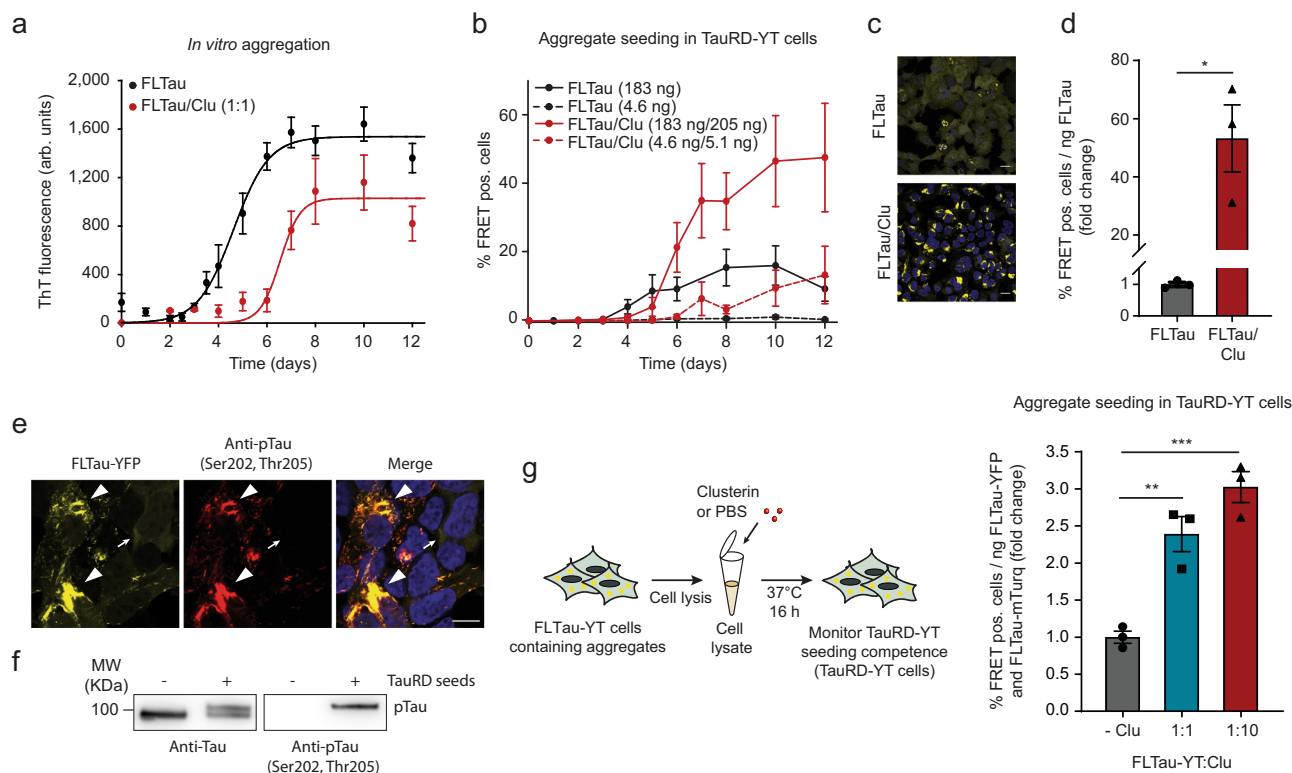 a
In vitro aggregation
ThT fluorescence (arb. units)
2,000
1,600
1,200
800
400
0
FLTau
FLTau/Clu (1:1)
0
2
4
6
8
10
12
Time (days)
b
Aggregate seeding in TauRD-YT cells
% FRET pos. cells
60
40
20
0
FLTau (183 ng)
FLTau (4.6 ng)
FLTau/Clu (183 ng/205 ng)
FLTau/Clu (4.6 ng/5.1 ng)
0
2
4
6
8
10
12
Time (days)
c
FLTau
FLTau/Clu
d
% FRET pos. cells / ng FLTau
(fold change)
80
60
40
20
1
0
*
FLTau
FLTau/
Clu
e
FLTau-YFP
Anti-pTau
(Ser202, Thr205)
Merge
f
MW
(KDa)
100
-
+
-
+
TauRD seeds
pTau
Anti-Tau
Anti-pTau
(Ser202, Thr205)
g
Clusterin
or PBS
Cell lysis
37°C
16 h
FLTau-YT cells
containing aggregates
Cell
lysate
Monitor TauRD-YT
seeding competence
(TauRD-YT cells)
Aggregate seeding in TauRD-YT cells
% FRET pos. cells / ng FLTau-YFP
and FLTau-mTurq (fold change)
3.5
3.0
2.5
2.0
1.5
1.0
0.5
0.0
***
**
- Clu
1:1
1:10
FLTau-YT:Clu